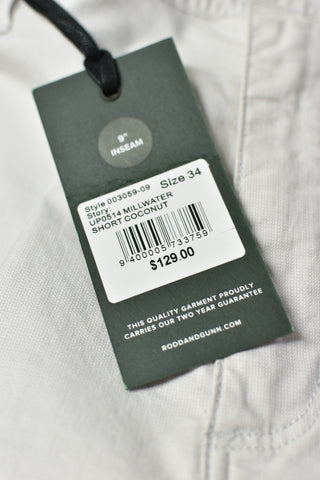 9"
INSEAM
Style 003059-09 Size 34
Story:
UP0514 MILLWATER
SHORT COCONUT
9 400005 733759
$129.00
THIS QUALITY GARMENT PROUDLY
CARRIES OUR TWO YEAR GUARANTEE
RODDANDGUNN.COM